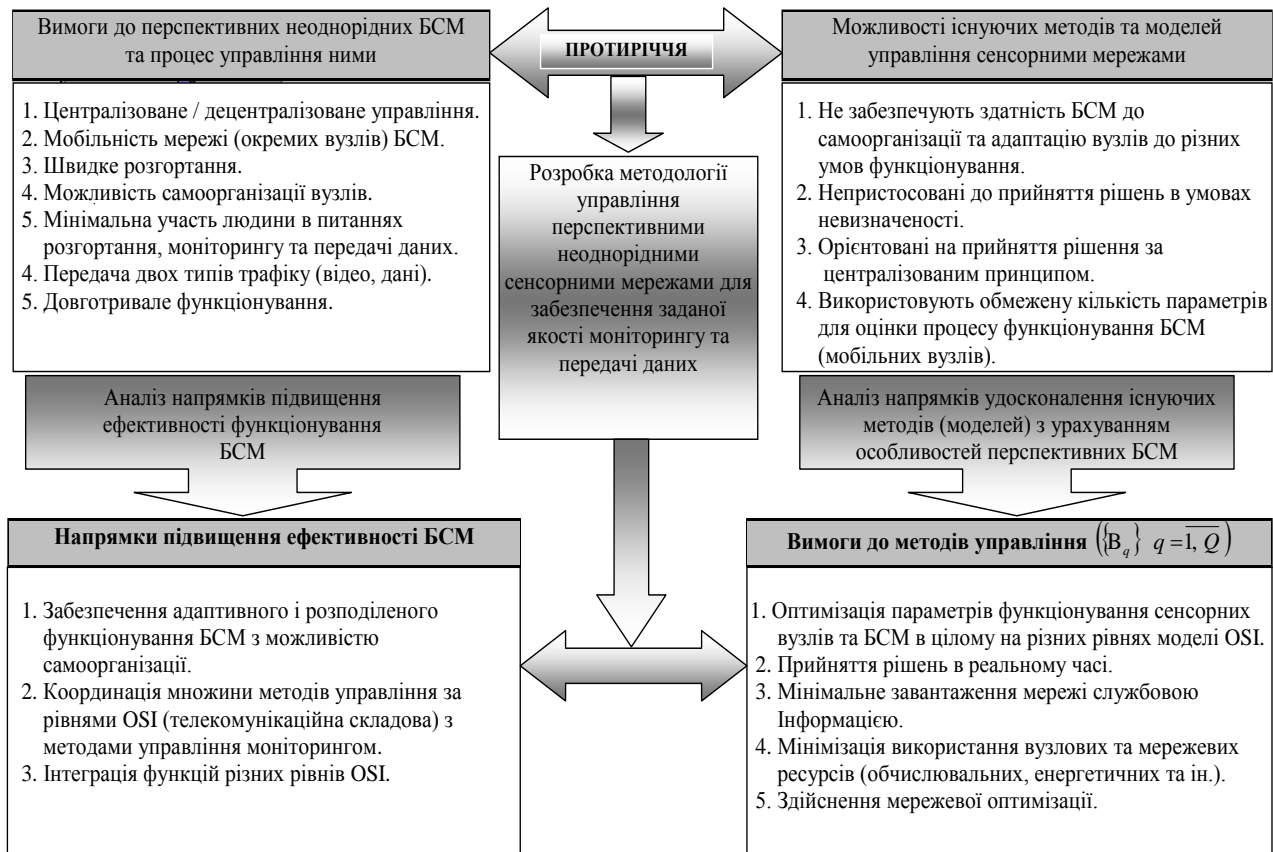 Вимоги до перспективних неоднорідних БСМ
та процес управління ними
1. Централізоване / децентралізоване управління.
2. Мобільність мережі (окремих вузлів) БСМ.
3. Швидке розгортання.
4. Можливість самоорганізації вузлів.
5. Мінімальна участь людини в питаннях
розгортання, моніторингу та передачі даних.
4. Передача двох типів трафіку (відео, дані).
5. Довготривале функціонування.
ПРОТИРІЧЧЯ
Розробка методології
управління
перспективними
неоднорідними
сенсорними мережами для
забезпечення заданої
якості моніторингу та
передачі даних
Можливості існуючих методів та моделей
управління сенсорними мережами
1. Не забезпечують здатність БСМ до
самоорганізації та адаптацію вузлів до різних
умов функціонування.
2. Непристосовані до прийняття рішень в умовах
невизначеності.
3. Орієнтовані на прийняття рішення за
централізованим принципом.
4. Використовують обмежену кількість параметрів
для оцінки процесу функціонування БСМ
(мобільних вузлів).
Аналіз напрямків підвищення
ефективності функціонування
БСМ
Аналіз напрямків удосконалення існуючих
методів (моделей) з урахуванням
особливостей перспективних БСМ
Напрямки підвищення ефективності БСМ
1. Забезпечення адаптивного і розподіленого
функціонування БСМ з можливістю
самоорганізації.
2. Координація множини методів управління за
рівнями OSI (телекомунікаційна складова) з
методами управління моніторингом.
3. Інтеграція функцій різних рівнів OSI.
Вимоги до методів управління ({B_q} q = \overline{1, Q})
1. Оптимізація параметрів функціонування сенсорних
вузлів та БСМ в цілому на різних рівнях моделі OSI.
2. Прийняття рішень в реальному часі.
3. Мінімальне завантаження мережі службовою
Інформацією.
4. Мінімізація використання вузлових та мережевих
ресурсів (обчислювальних, енергетичних та ін.).
5. Здійснення мережевої оптимізації.